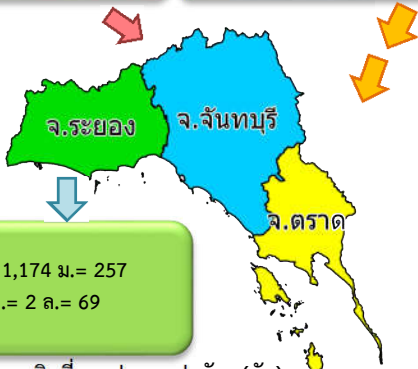 จ.ระยอง
จ.จันทบุรี
จ.ตราด
1,174 ม.= 257
.= 2 ล.= 69